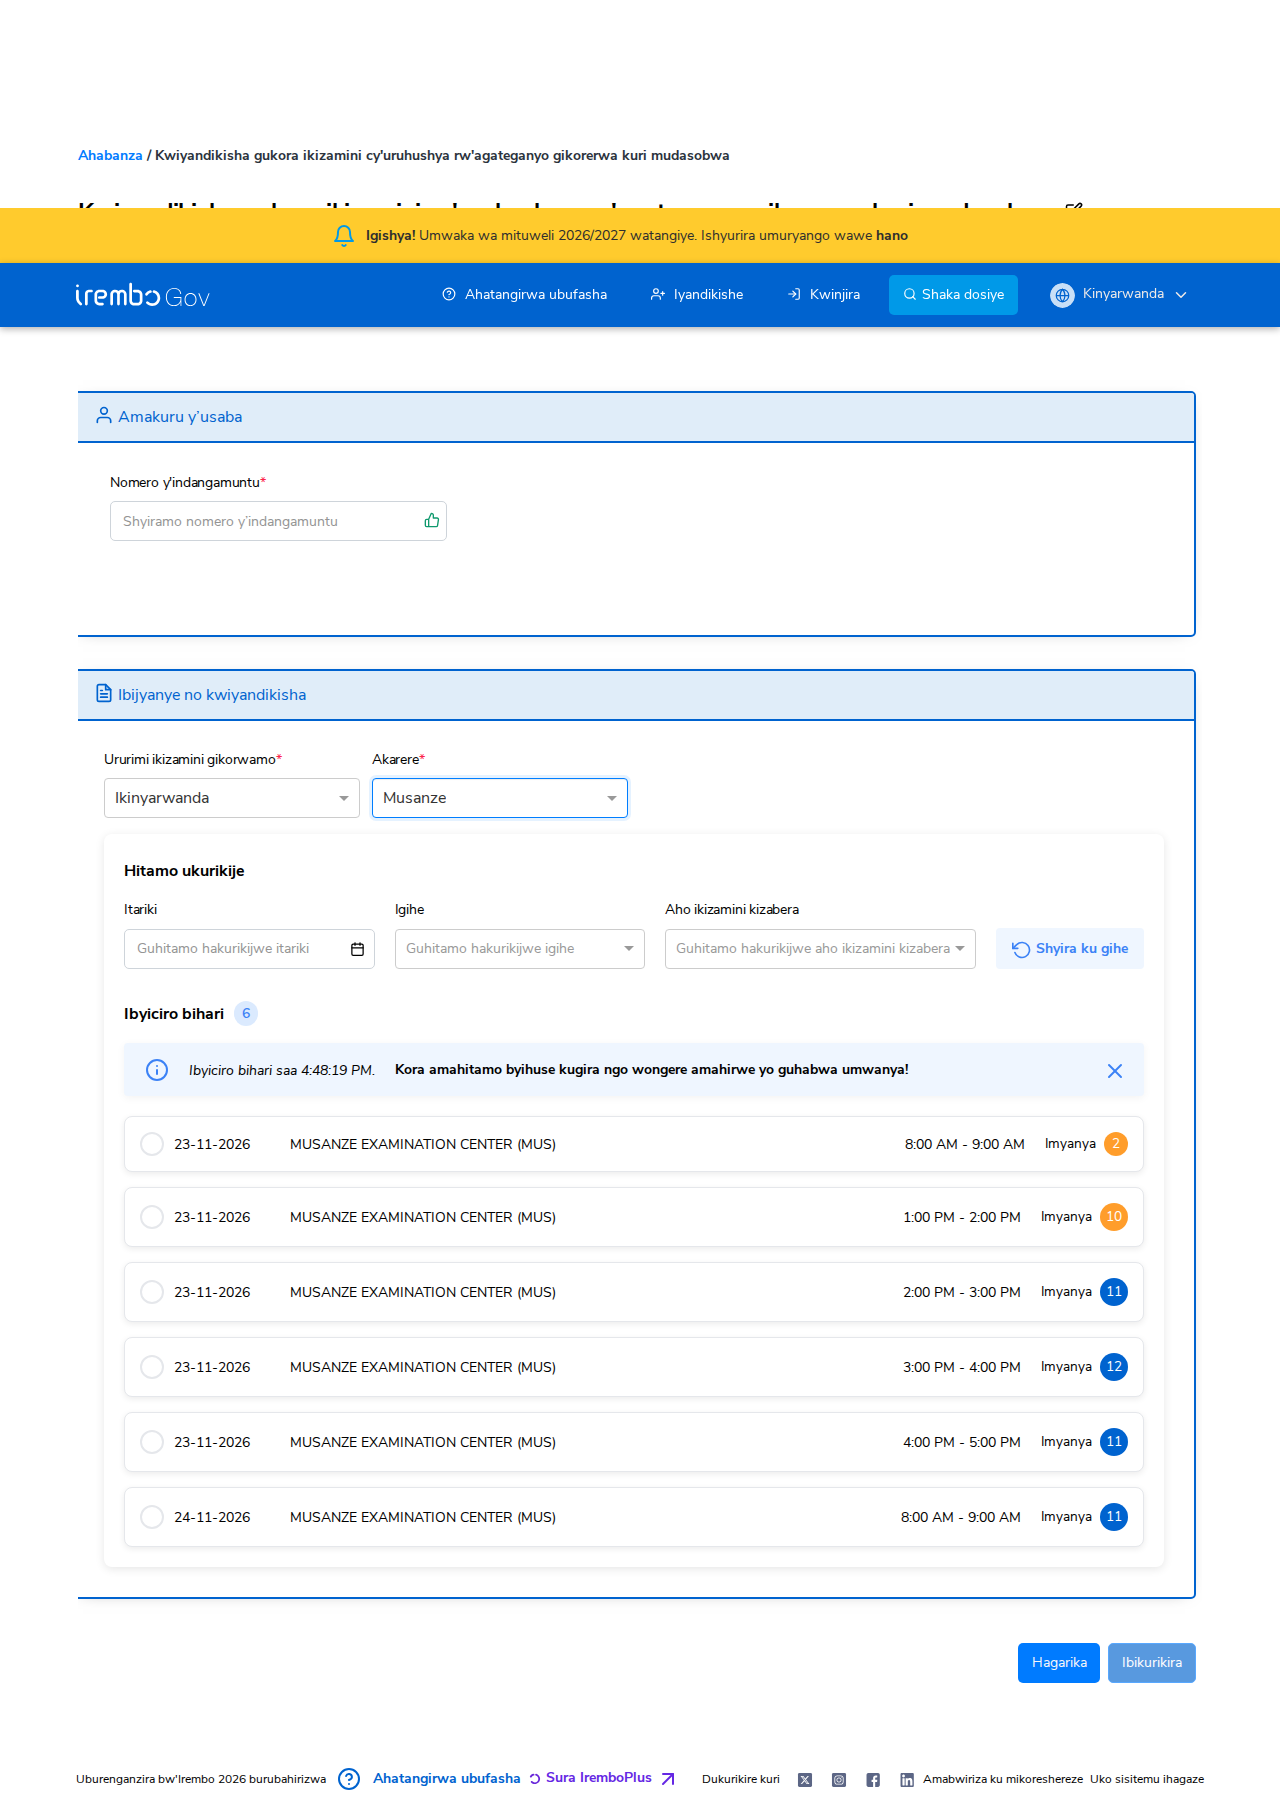 Ahabanza / Kwiyandikisha gukora ikizamini cy'uruhushya rw'agateganyo gikorerwa kuri mudasobwa
Igishya! Umwaka wa mituweli 2026/2027 watangiye. Ishyurira umuryango wawe hano
irembo Gov
Ahatangirwa ubufasha
Iyandikishe
Kwinjira
Shaka dosiye
Kinyarwanda
Amakuru y’usaba
Nomero y'indangamuntu*
Shyiramo nomero y’indangamuntu
Ibijyanye no kwiyandikisha
Ururimi ikizamini gikorwamo* Akarere*
Ikinyarwanda Musanze
Hitamo ukurikije
Itariki Igihe Aho ikizamini kizabera
Guhitamo hakurikijwe itariki Guhitamo hakurikijwe igihe Guhitamo hakurikijwe aho ikizamini kizabera Shyira ku gihe
Ibyiciro bihari 6
Ibyiciro bihari saa 4:48:19 PM. Kora amahitamo byihuse kugira ngo wongere amahirwe yo guhabwa umwanya!
23-11-2026 MUSANZE EXAMINATION CENTER (MUS) 8:00 AM - 9:00 AM Imyanya 2
23-11-2026 MUSANZE EXAMINATION CENTER (MUS) 1:00 PM - 2:00 PM Imyanya 10
23-11-2026 MUSANZE EXAMINATION CENTER (MUS) 2:00 PM - 3:00 PM Imyanya 11
23-11-2026 MUSANZE EXAMINATION CENTER (MUS) 3:00 PM - 4:00 PM Imyanya 12
23-11-2026 MUSANZE EXAMINATION CENTER (MUS) 4:00 PM - 5:00 PM Imyanya 11
24-11-2026 MUSANZE EXAMINATION CENTER (MUS) 8:00 AM - 9:00 AM Imyanya 11
Hagarika Ibikurikira
Uburenganzira bw'Irembo 2026 burubahirizwa Ahatangirwa ubufasha Sura IremboPlus Dukurikire kuri Amabwiriza ku mikoreshereze Uko sisitemu ihagaze